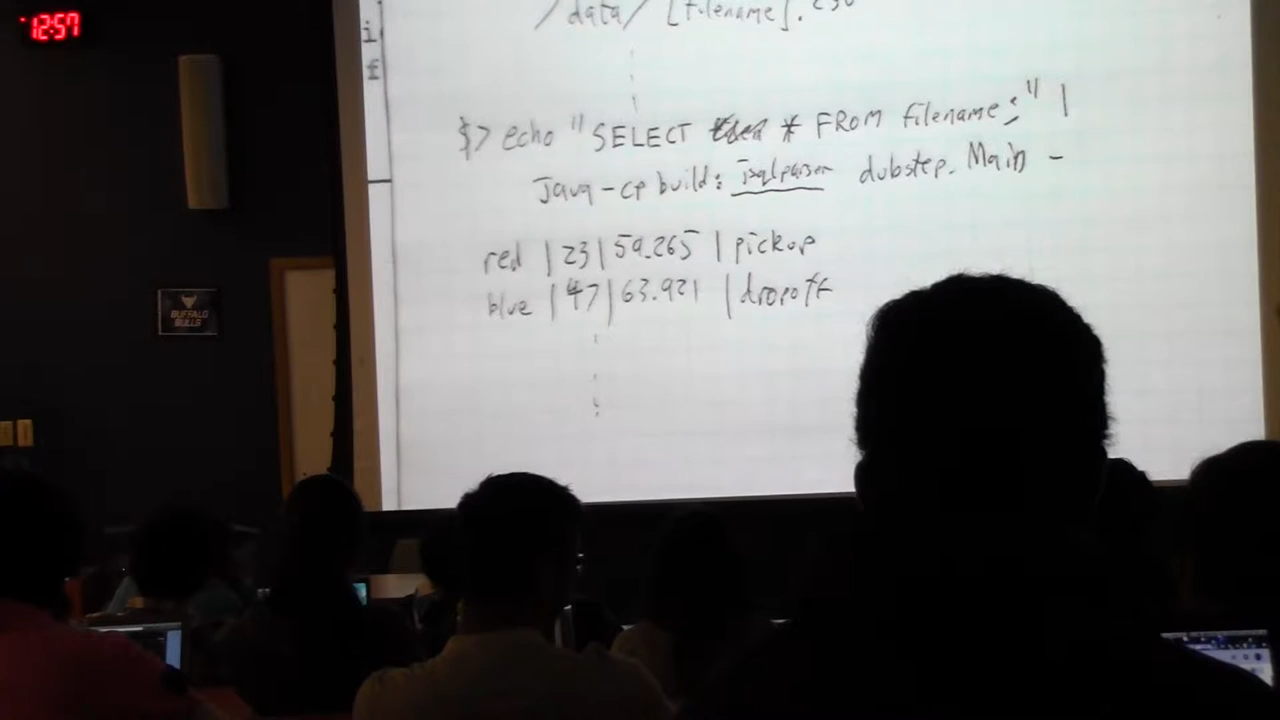 12:57
/data/ [filename].csv
i
f
$> echo "SELECT * FROM filename;" |
Java -cp build: jsqlparser dubstep. Main -
red | 23 | 59.265 | pickup
blue | 47 | 63.921 | dropoff
BUFFALO
BULLS